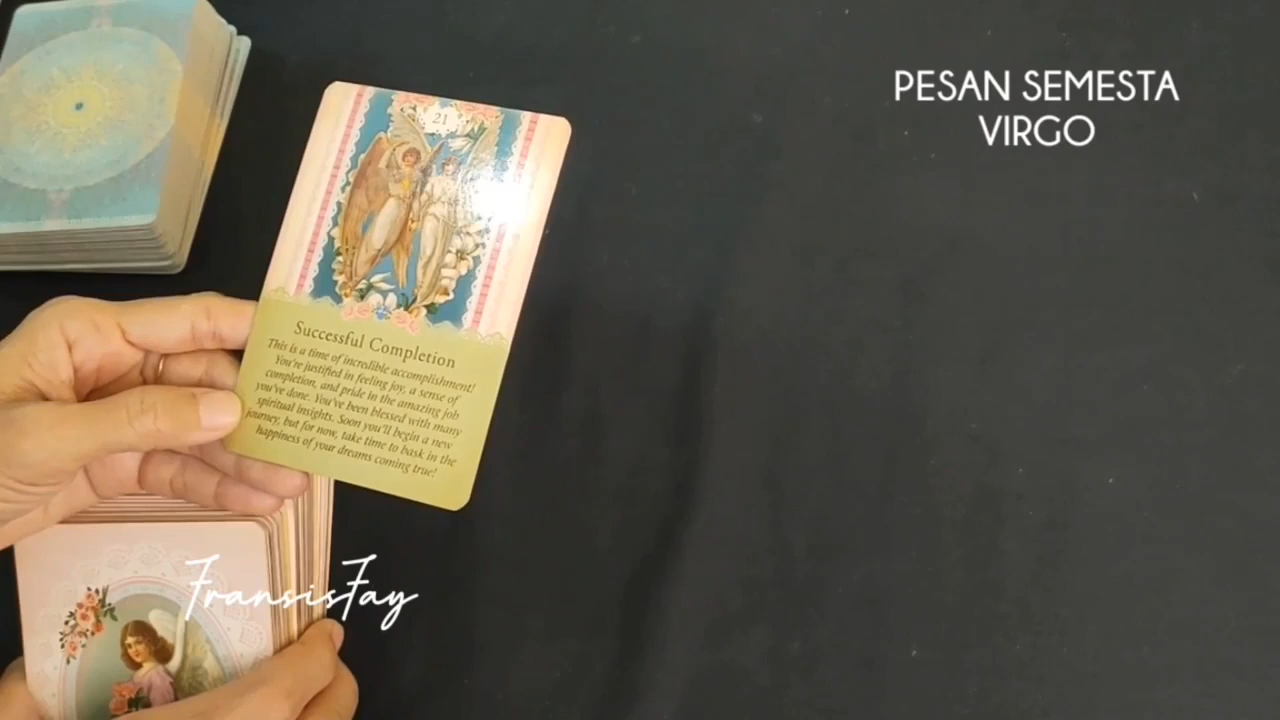 PESAN SEMESTA
VIRGO
21
Successful Completion
This is a time of incredible accomplishment!
You're justified in feeling joy, a sense of
completion, and pride in the amazing job
you've done. You've been blessed with many
spiritual insights. Soon you'll begin a new
journey, but for now, take time to bask in the
happiness of your dreams coming true!
FransisFay